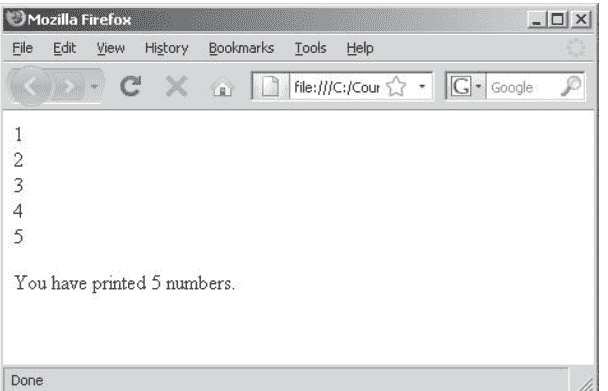 Mozilla Firefox
File Edit View History Bookmarks Tools Help
file:///C:/Cour G Google
1
2
3
4
5
You have printed 5 numbers.
Done